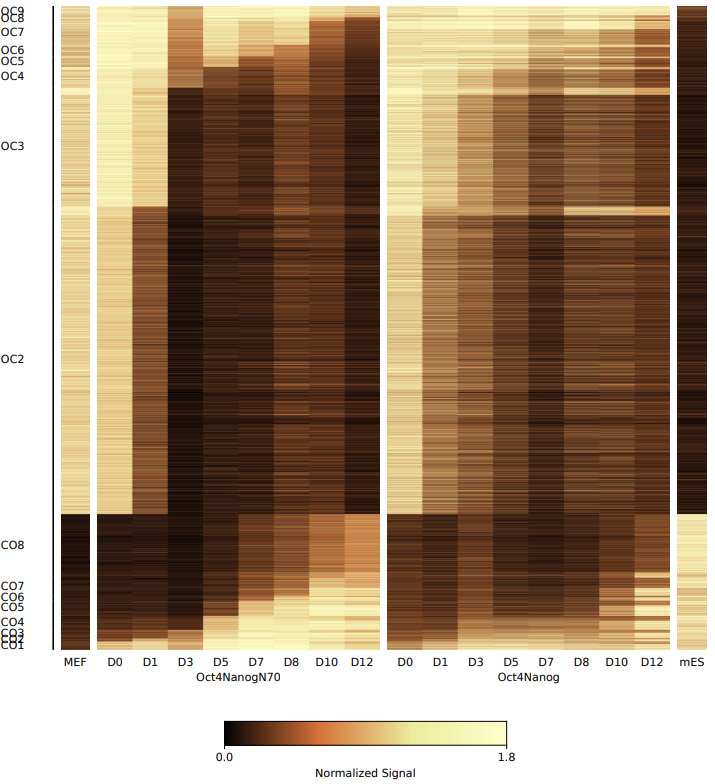 OC9
OC8
OC7
OC6
OC5
OC4
OC3
OC2
CO8
CO7
CO6
CO5
CO4
CO3
CO2
CO1
MEF D0 D1 D3 D5 D7 D8 D10 D12 D0 D1 D3 D5 D7 D8 D10 D12 mES
Oct4NanogN70 Oct4Nanog
0.0 1.8
Normalized Signal